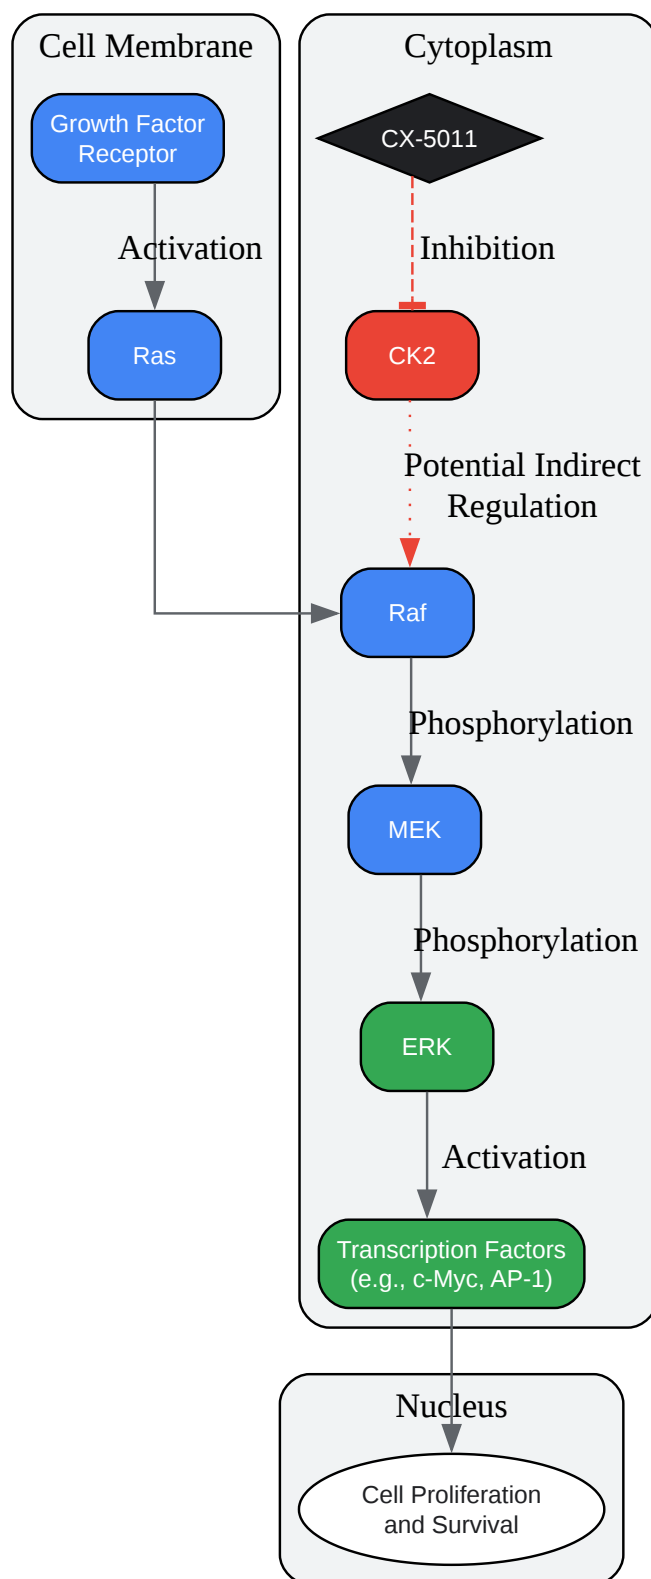 Cell Membrane
Growth Factor
Receptor
Activation
Ras
Cytoplasm
CX-5011
Inhibition
CK2
Potential Indirect
Regulation
Raf
Phosphorylation
MEK
Phosphorylation
ERK
Activation
Transcription Factors
(e.g., c-Myc, AP-1)
Nucleus
Cell Proliferation
and Survival